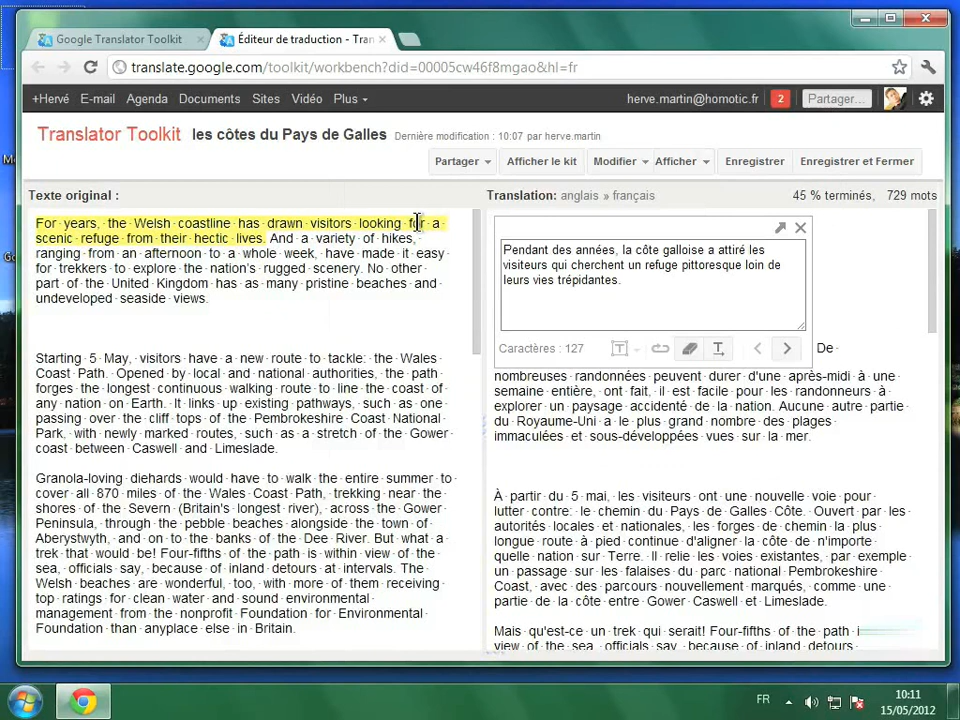 Google Translator Toolkit
Éditeur de traduction - Tran
translate.google.com/toolkit/workbench?did=00005cw46f8mgao&hl=fr
+Hervé E-mail Agenda Documents Sites Vidéo Plus
herve.martin@homotic.fr 2 Partager...
Translator Toolkit les côtes du Pays de Galles Dernière modification : 10:07 par herve.martin
Partager Afficher le kit Modifier Afficher Enregistrer Enregistrer et Fermer
Texte original :
For years, the Welsh coastline has drawn visitors looking for a
scenic refuge from their hectic lives. And a variety of hikes,
ranging from an afternoon to a whole week, have made it easy
for trekkers to explore the nation's rugged scenery. No other
part of the United Kingdom has as many pristine beaches and
undeveloped seaside views.
Starting 5 May, visitors have a new route to tackle: the Wales
Coast Path. Opened by local and national authorities, the path
forges the longest continuous walking route to line the coast of
any nation on Earth. It links up existing pathways, such as one
passing over the cliff tops of the Pembrokeshire Coast National
Park, with newly marked routes, such as a stretch of the Gower
coast between Caswell and Limeslade.
Granola-loving diehards would have to walk the entire summer to
cover all 870 miles of the Wales Coast Path, trekking near the
shores of the Severn (Britain's longest river), across the Gower
Peninsula, through the pebble beaches alongside the town of
Aberystwyth, and on to the banks of the Dee River. But what a
trek that would be! Four-fifths of the path is within view of the
sea, officials say, because of inland detours at intervals. The
Welsh beaches are wonderful, too, with more of them receiving
top ratings for clean water and sound environmental
management from the nonprofit Foundation for Environmental
Foundation than anyplace else in Britain.
Translation: anglais » français 45 % terminés, 729 mots
Pendant des années, la côte galloise a attiré les
visiteurs qui cherchent un refuge pittoresque loin de
leurs vies trépidantes.
Caractères : 127
De
nombreuses randonnées peuvent durer d'une après-midi à une
semaine entière, ont fait, il est facile pour les randonneurs à
explorer un paysage accidenté de la nation. Aucune autre partie
du Royaume-Uni a le plus grand nombre des plages
immaculées et sous-développées vues sur la mer.
À partir du 5 mai, les visiteurs ont une nouvelle voie pour
lutter contre: le chemin du Pays de Galles Côte. Ouvert par les
autorités locales et nationales, les forges de chemin la plus
longue route à pied continue d'aligner la côte de n'importe
quelle nation sur Terre. Il relie les voies existantes, par exemple
un passage sur les falaises du parc national Pembrokeshire
Coast, avec des parcours nouvellement marqués, comme une
partie de la côte entre Gower Caswell et Limeslade.
Mais qu'est-ce un trek qui serait! Four-fifths of the path i
view of the sea, officials say, because of inland detours
FR
10:11
15/05/2012